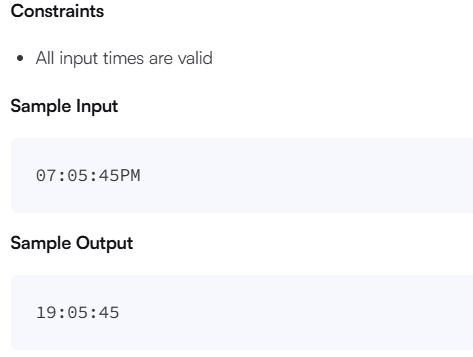 Constraints
• All input times are valid
Sample Input
07:05:45PM
Sample Output
19:05:45